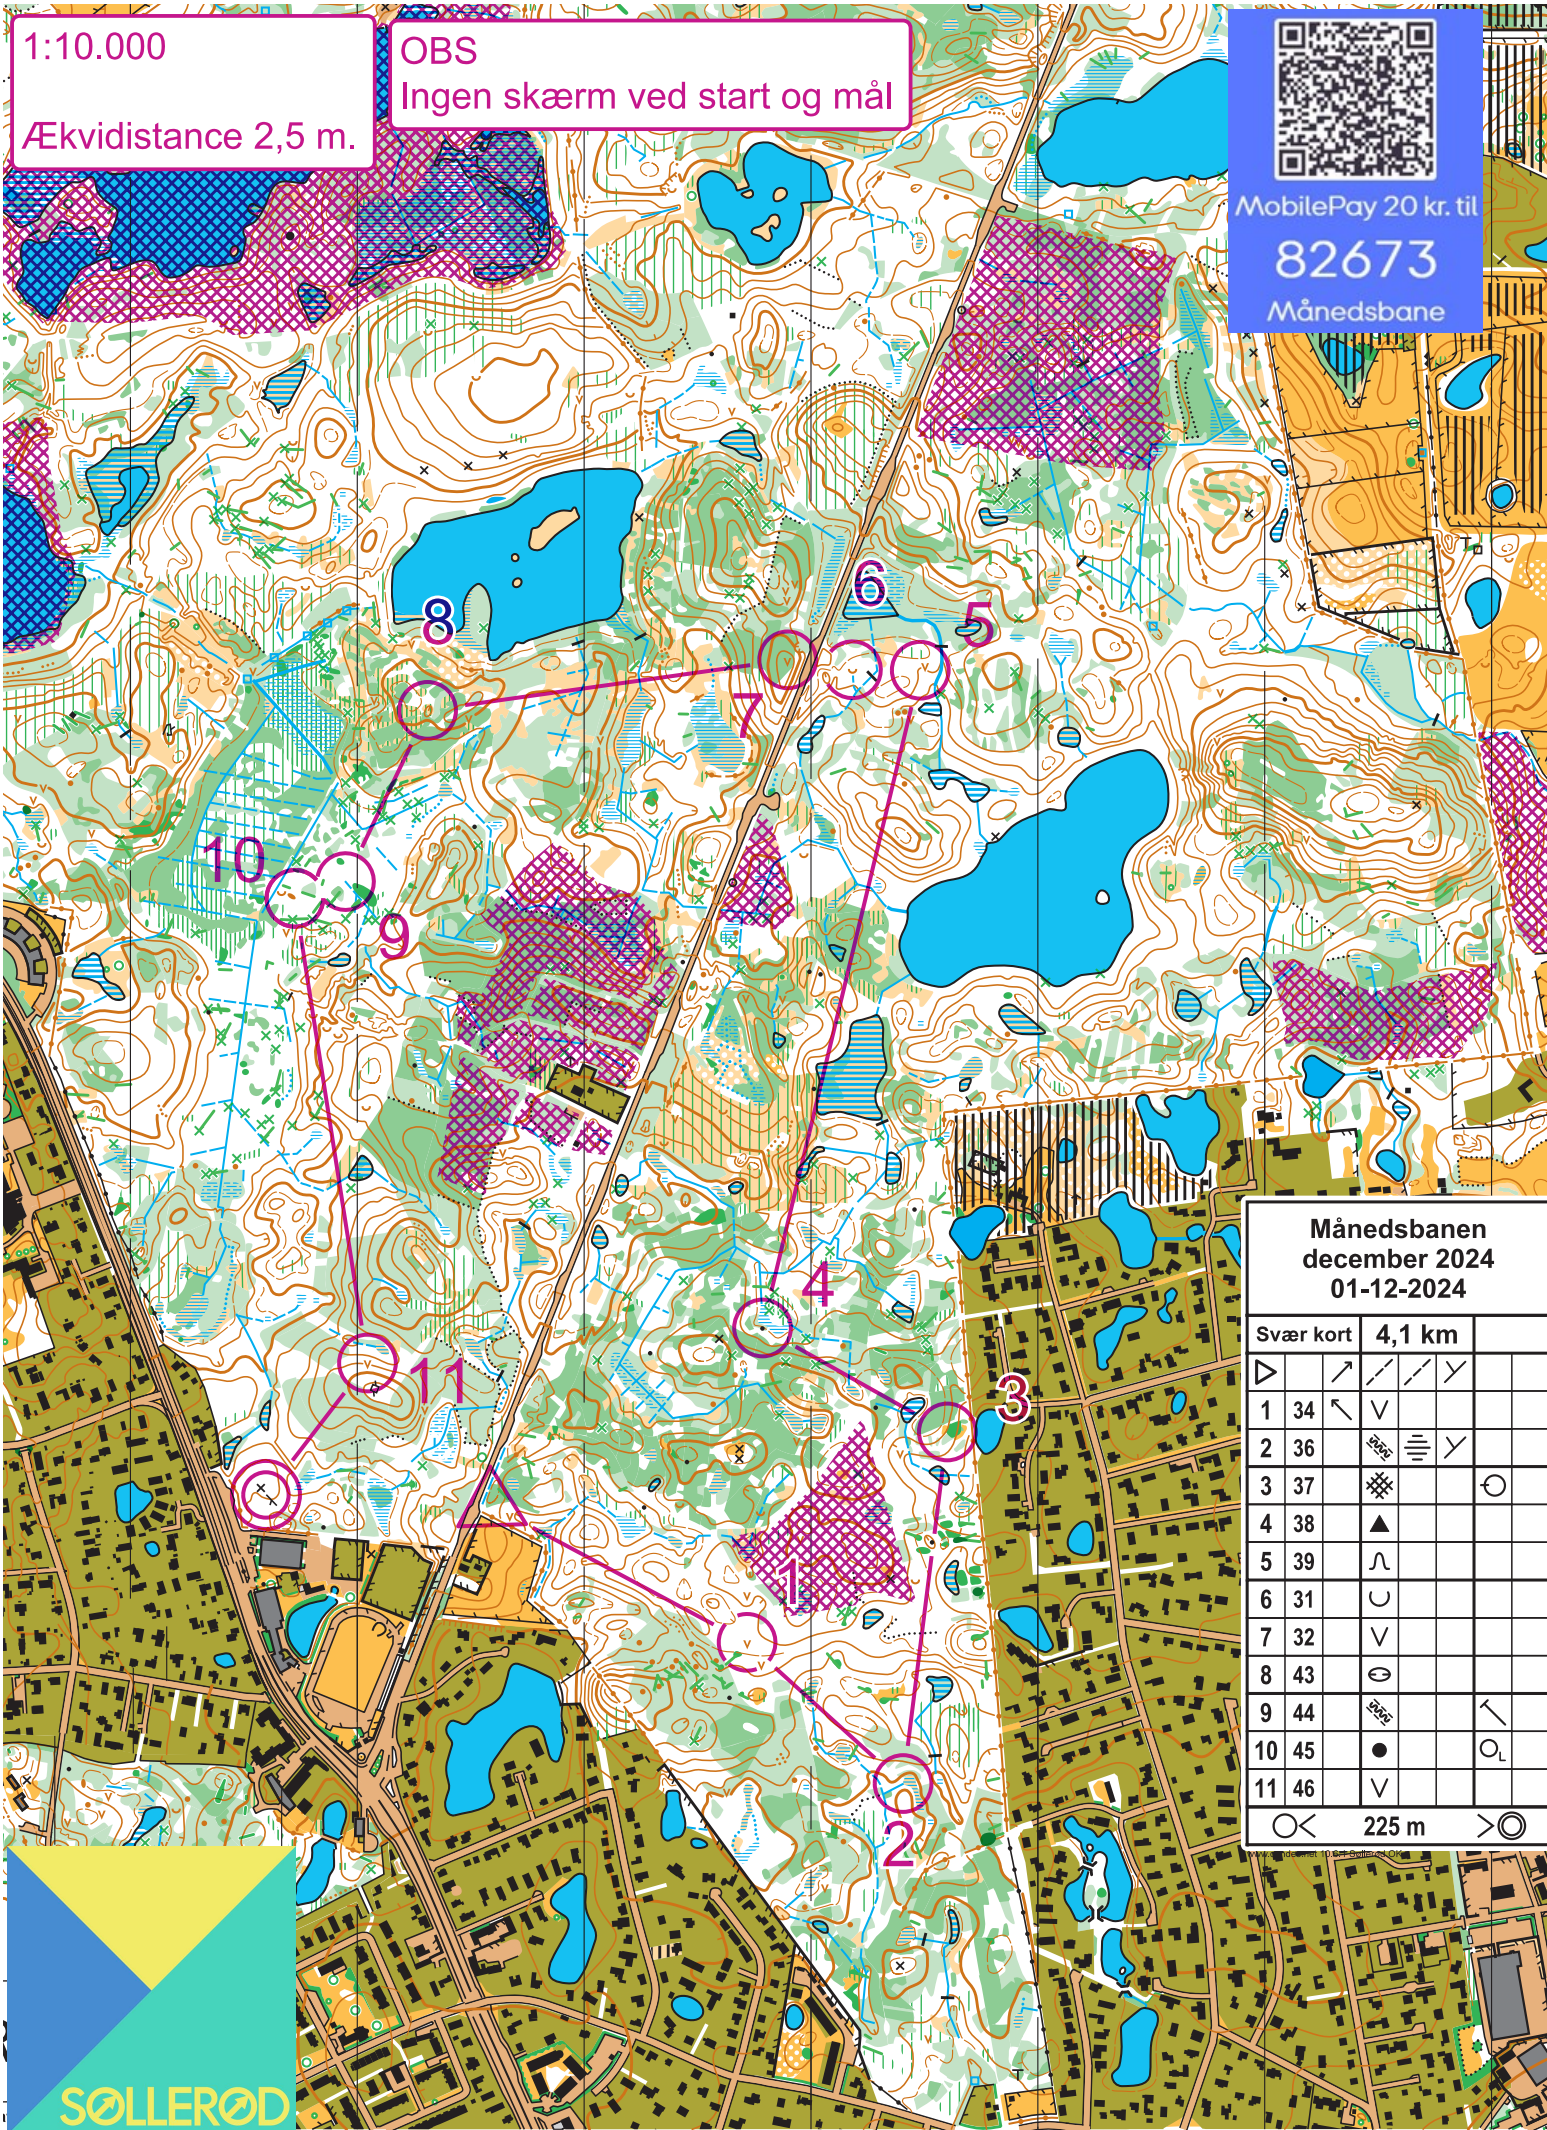 1:10.000
Ækvidistance 2,5 m.
OBS
Ingen skærm ved start og mål
MobilePay 20 kr. til
82673
Månedsbane
6
5
8
7
10
9
4
11
3
1
2
Månedsbanen
december 2024
01-12-2024
Svær kort 4,1 km
1 34
2 36
3 37
4 38
5 39
6 31
7 32
8 43
9 44
10 45
11 46
225 m
SØLLERØD